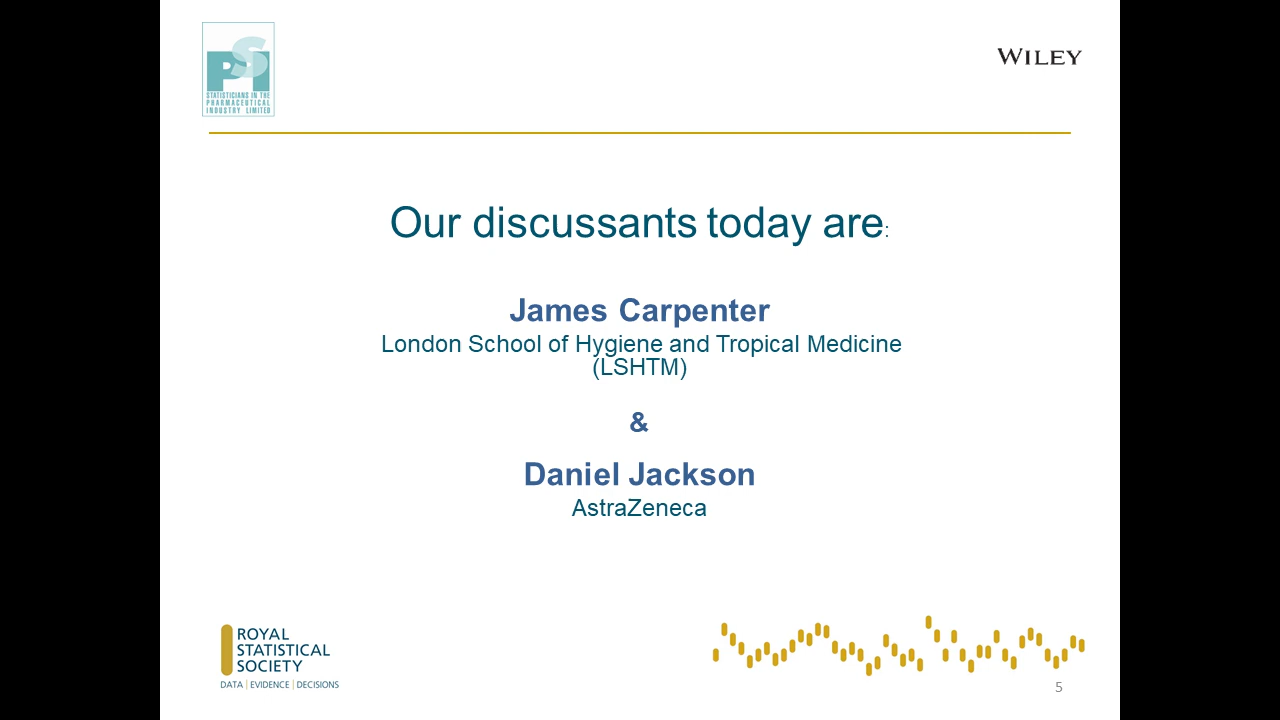 PSI
STATISTICIANS IN THE
PHARMACEUTICAL
INDUSTRY LIMITED
WILEY
Our discussants today are:
James Carpenter
London School of Hygiene and Tropical Medicine
(LSHTM)
&
Daniel Jackson
AstraZeneca
ROYAL
STATISTICAL
SOCIETY
DATA | EVIDENCE | DECISIONS
5